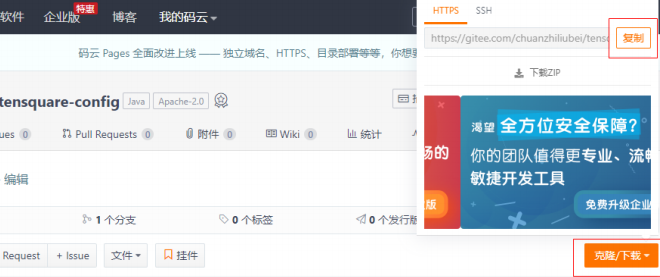 软件 企业版 特惠 博客 我的码云
HTTPS SSH
https://gitee.com/chuanzhiliubei/tens 复制
码云 Pages 全面改进上线 —— 独立域名、HTTPS、目录部署等等，你想
下载ZIP
tensquare-config Java Apache-2.0
ues 0 Pull Requests 0 附件 0 Wiki 0 统计
渴望 全方位安全保障?
你的团队值得更专业、流畅
敏捷开发工具
免费升级企业
畅的
业版
编辑
1 个分支 0 个标签 0 个发行版
Request + Issue 文件 挂件 克隆/下载